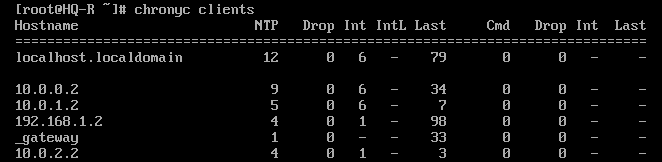 [root@HQ-R ~]# chronyc clients
Hostname                      NTP   Drop Int IntL Last     Cmd   Drop Int  Last
===============================================================================
localhost.localdomain          12      0   6   -    79       0      0   -     -
10.0.0.2                        9      0   6   -    34       0      0   -     -
10.0.1.2                        5      0   6   -     7       0      0   -     -
192.168.1.2                     4      0   1   -    98       0      0   -     -
_gateway                        1      0   -   -    33       0      0   -     -
10.0.2.2                        4      0   1   -     3       0      0   -     -